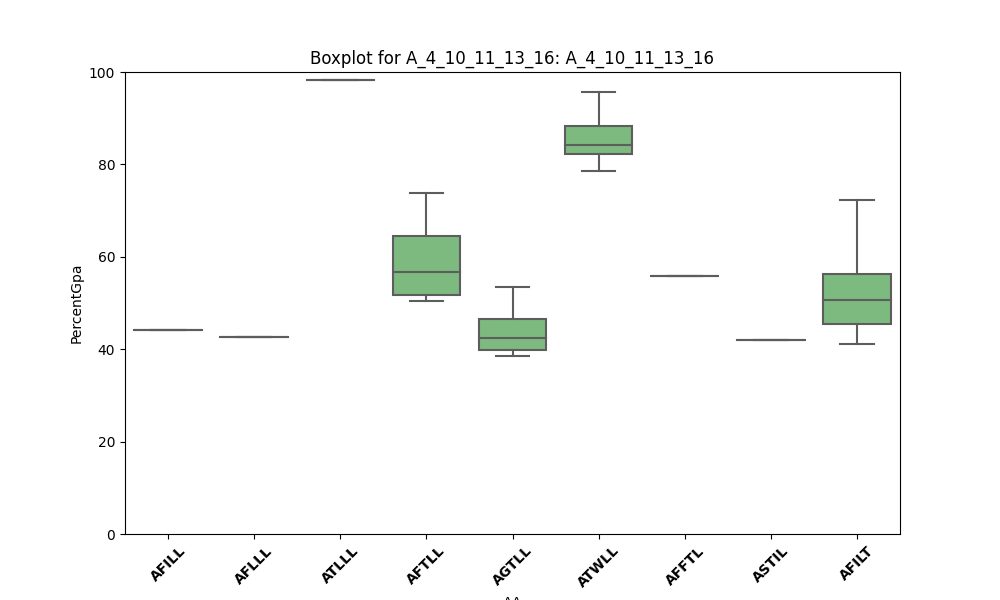 Boxplot for A_4_10_11_13_16: A_4_10_11_13_16
PercentGpa
100
80
60
40
20
0
AFILL
AFLLL
ATLLL
AFTLL
AGTLL
ATWLL
AFFTL
ASTIL
AFILT